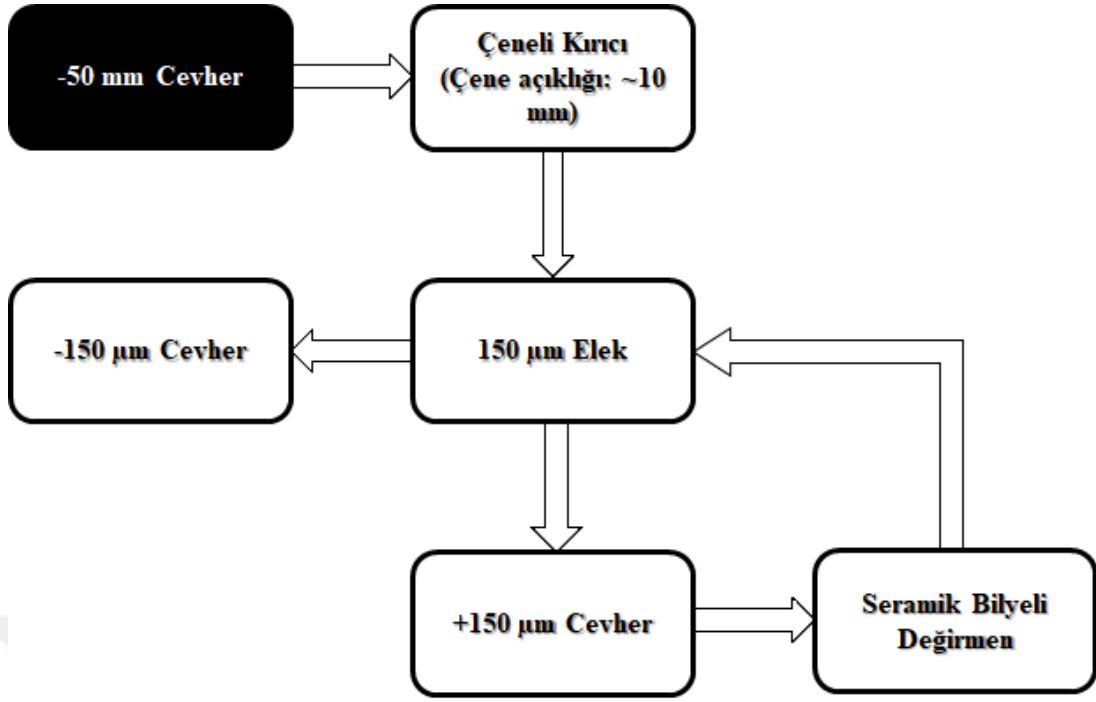 -50 mm Cevher
Çeneli Kırıcı
(Çene açıklığı: ~10
mm)
-150 µm Cevher
150 µm Elek
+150 µm Cevher
Seramik Bilyeli
Değirmen